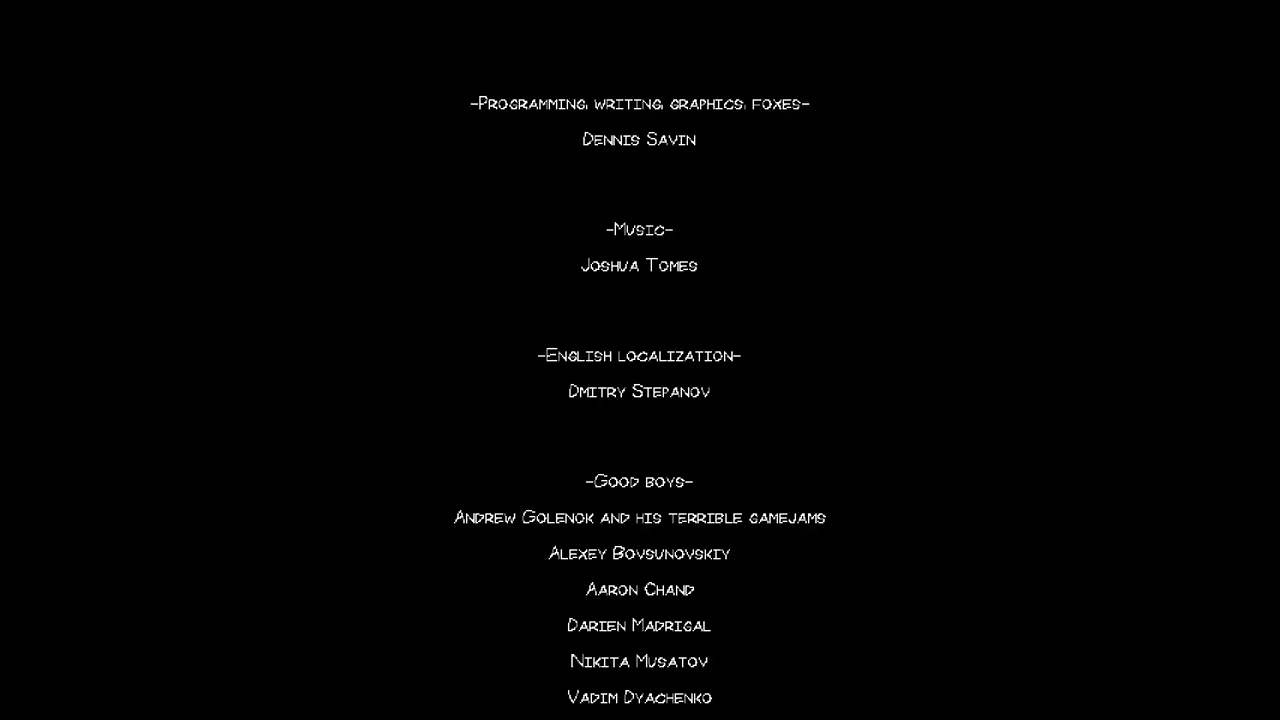 -Programming, writing, graphics, foxes-
Dennis Savin
-Music-
Joshua Tomes
-English localization-
Dmitry Stepanov
-Good boys-
Andrew Golenok and his terrible gamejams
Alexey Bovsunovskiy
Aaron Chand
Darien Madrigal
Nikita Musatov
Vadim Dyachenko